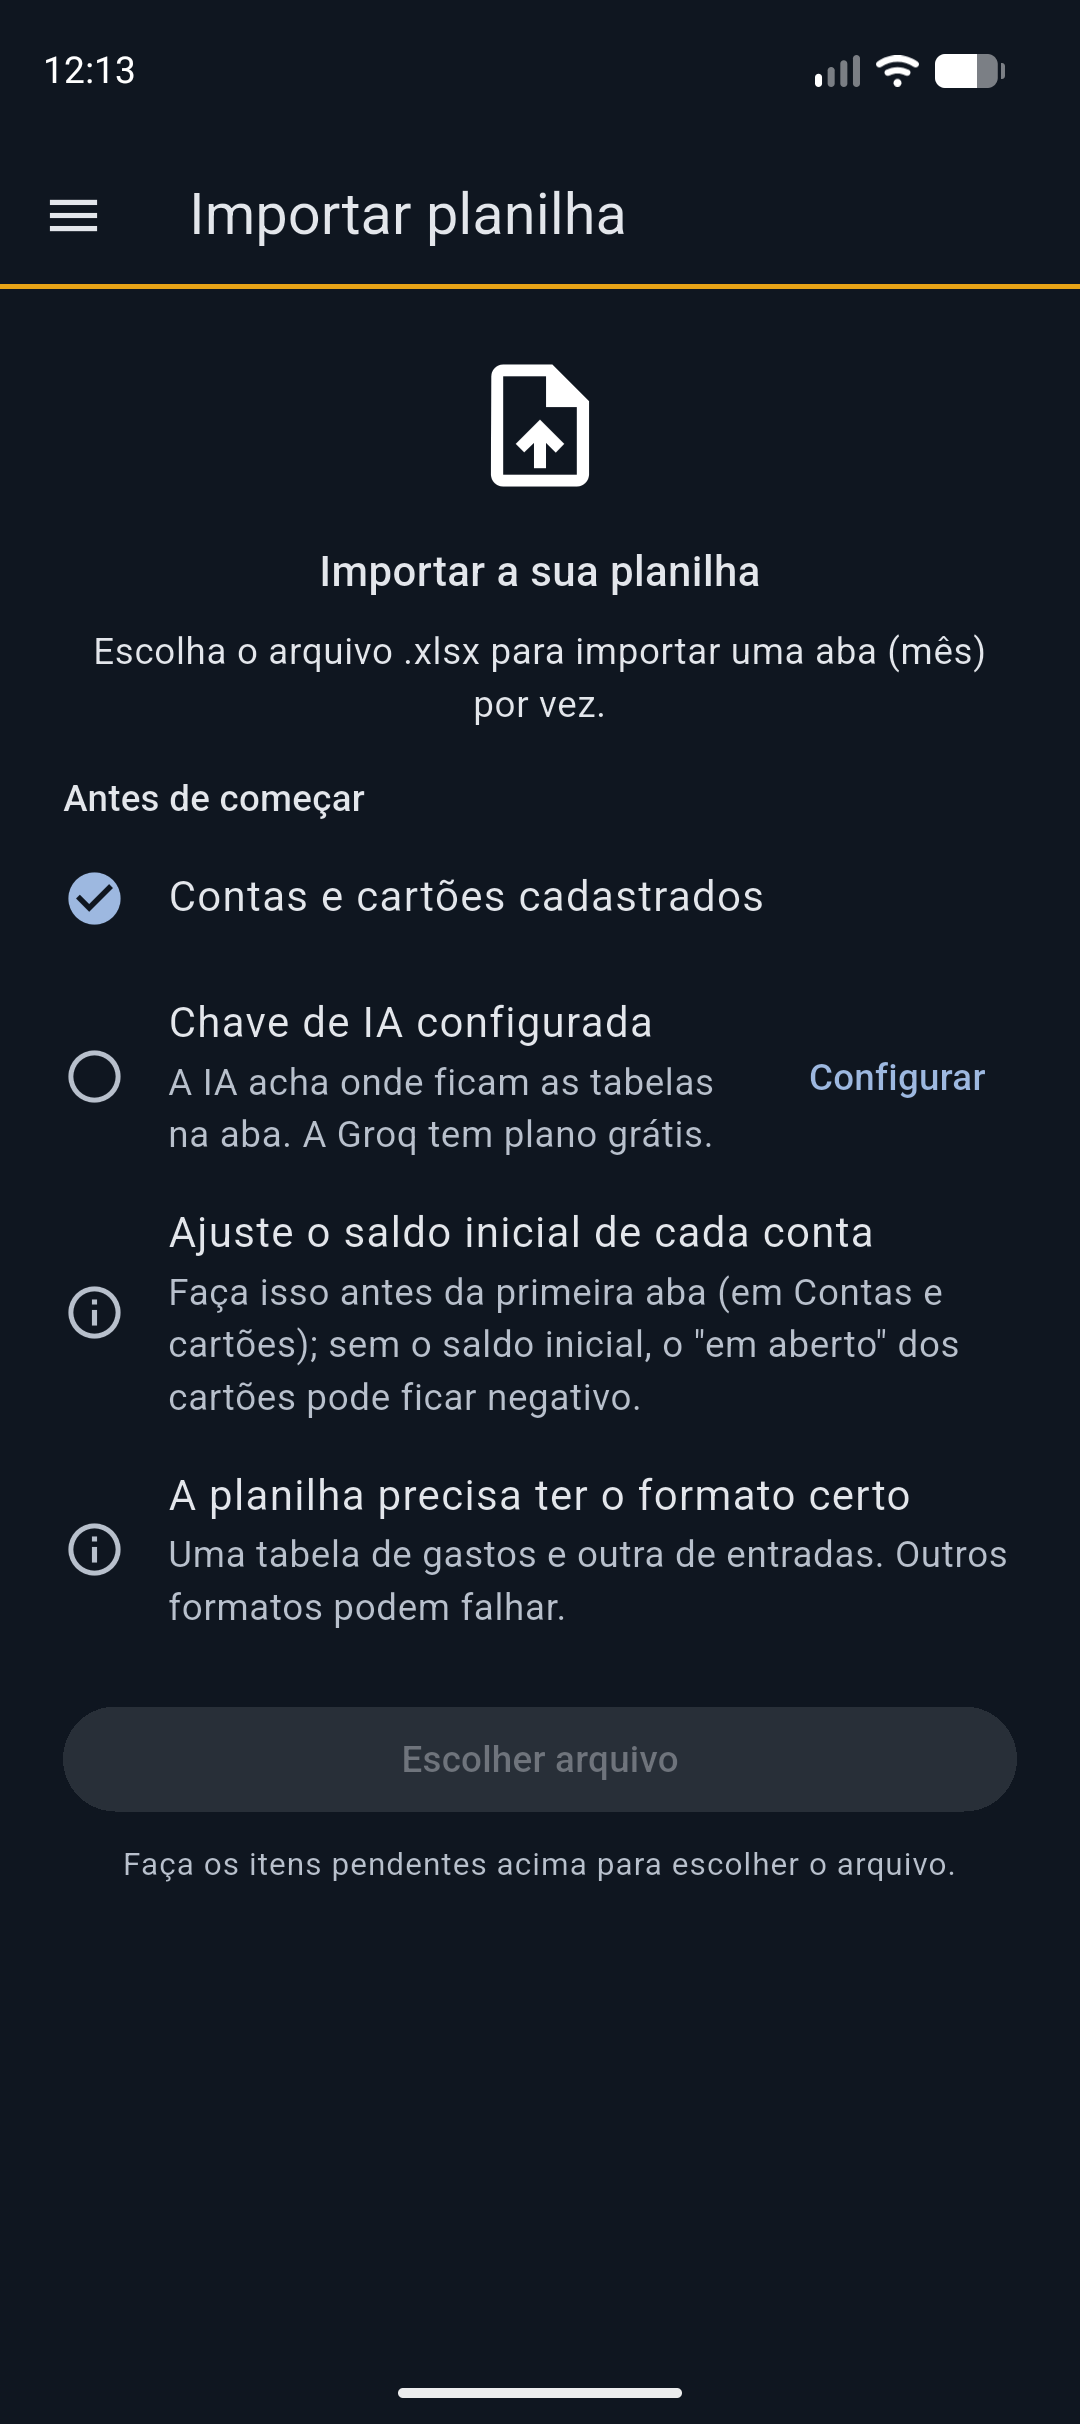 12:13
Importar planilha
Importar a sua planilha
Escolha o arquivo .xlsx para importar uma aba (mês)
por vez.
Antes de começar
Contas e cartões cadastrados
Chave de IA configurada
A IA acha onde ficam as tabelas
na aba. A Groq tem plano grátis.
Configurar
Ajuste o saldo inicial de cada conta
Faça isso antes da primeira aba (em Contas e
cartões); sem o saldo inicial, o "em aberto" dos
cartões pode ficar negativo.
A planilha precisa ter o formato certo
Uma tabela de gastos e outra de entradas. Outros
formatos podem falhar.
Escolher arquivo
Faça os itens pendentes acima para escolher o arquivo.